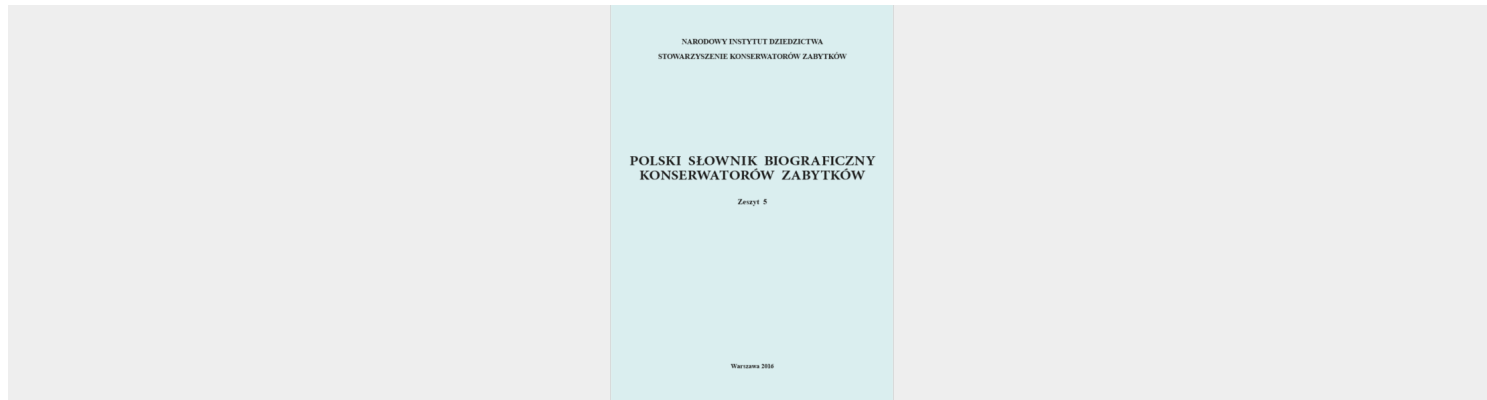 NARODOWY INSTYTUT DZIEDZICTWA
STOWARZYSZENIE KONSERWATORÓW ZABYTKÓW
POLSKI SŁOWNIK BIOGRAFICZNY
KONSERWATORÓW ZABYTKÓW
Zeszyt 5
Warszawa 2016